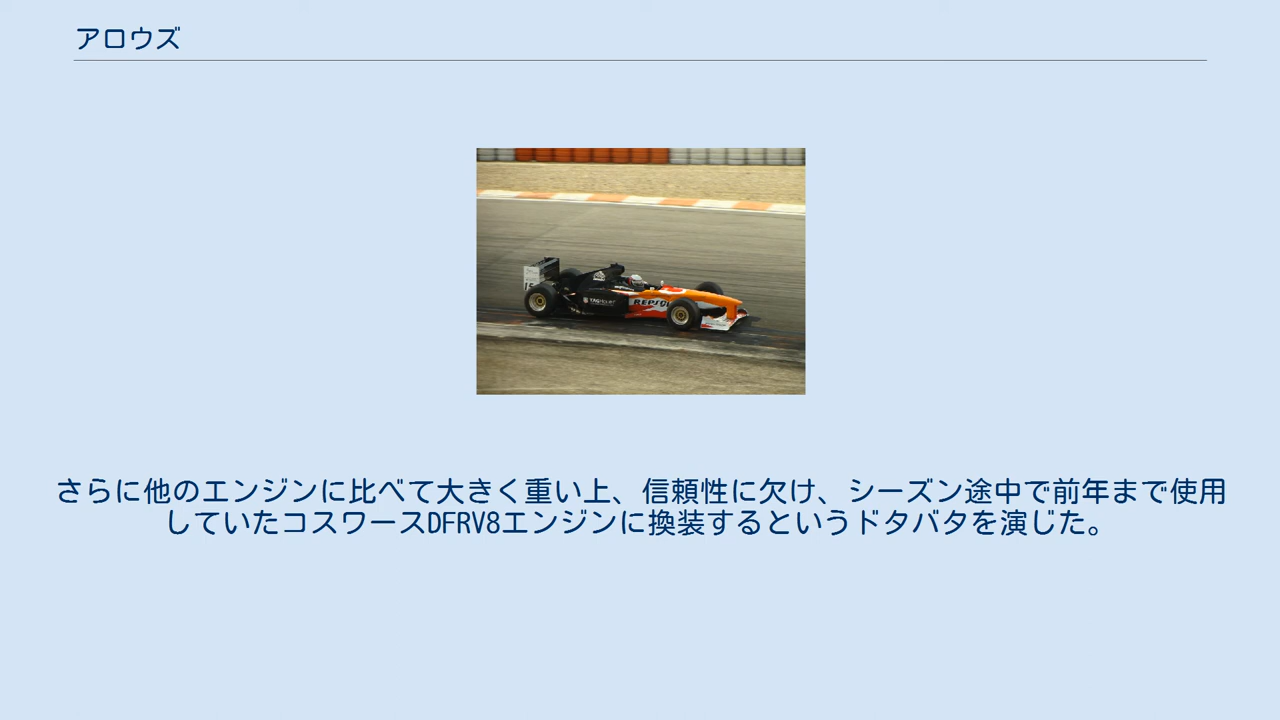 アロウズ
REPSOL
さらに他のエンジンに比べて大きく重い上、信頼性に欠け、シーズン途中で前年まで使用
していたコスワースDFRV8エンジンに換装するというドタバタを演じた。